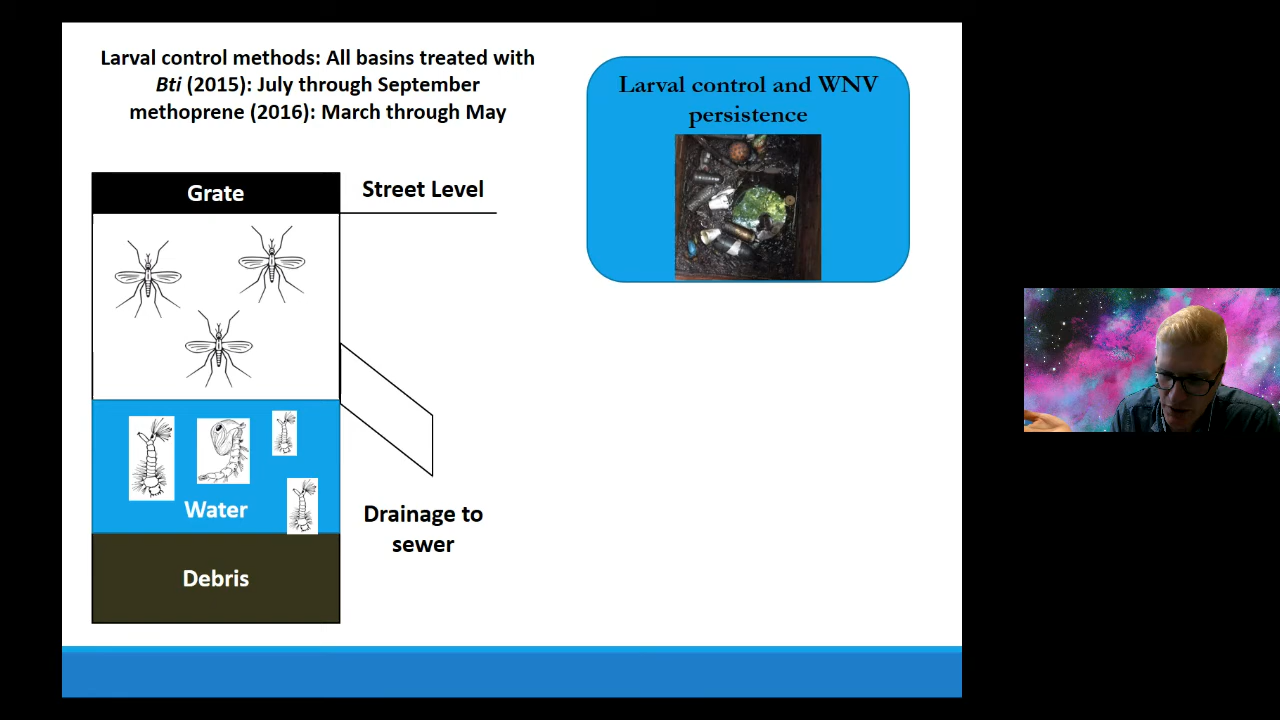 Larval control methods: All basins treated with
Bti (2015): July through September
methoprene (2016): March through May
Larval control and WNV
persistence
Grate
Street Level
Water
Drainage to
sewer
Debris